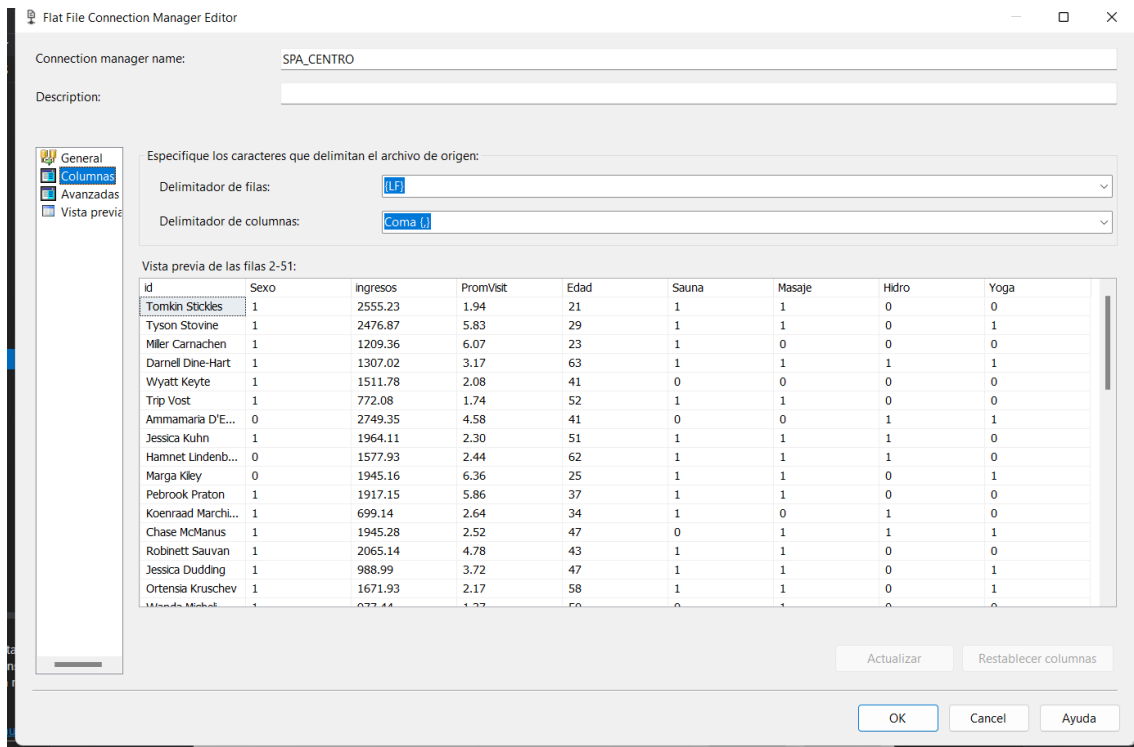 Flat File Connection Manager Editor
Connection manager name: SPA_CENTRO
Description:
General
Columnas
Avanzadas
Vista previa
Especifique los caracteres que delimitan el archivo de origen:
Delimitador de filas: {LF}
Delimitador de columnas: Coma {,}
Vista previa de las filas 2-51:
id Sexo ingresos PromVisit Edad Sauna Masaje Hidro Yoga
Tomkin Stickles 1 2555.23 1.94 21 1 1 0 0
Tyson Stovine 1 2476.87 5.83 29 1 1 0 1
Miler Carnachen 1 1209.36 6.07 23 1 0 0 0
Darnell Dine-Hart 1 1307.02 3.17 63 1 1 1 1
Wyatt Keyte 1 1511.78 2.08 41 0 0 0 0
Trip Vost 1 772.08 1.74 52 1 1 0 0
Ammamaria D'E... 0 2749.35 4.58 41 0 0 1 1
Jessica Kuhn 1 1964.11 2.30 51 1 1 1 0
Hamnet Lindenb... 0 1577.93 2.44 62 1 1 1 0
Marga Kiley 0 1945.16 6.36 25 1 1 0 1
Pebrook Praton 1 1917.15 5.86 37 1 1 0 0
Koenraad Marchi... 1 699.14 2.64 34 1 0 1 0
Chase McManus 1 1945.28 2.52 47 0 1 1 1
Robinett Sauvan 1 2065.14 4.78 43 1 1 0 0
Jessica Dudding 1 988.99 3.72 47 1 1 0 1
Ortensia Kruschev 1 1671.93 2.17 58 1 1 0 1
Actualizar Restablecer columnas
OK Cancel Ayuda